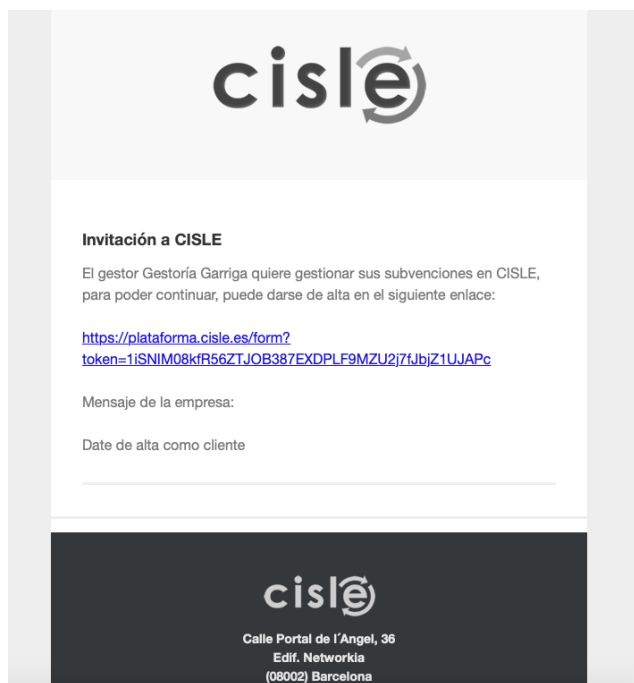 cisle
Invitación a CISLE
El gestor Gestoría Garriga quiere gestionar sus subvenciones en CISLE,
para poder continuar, puede darse de alta en el siguiente enlace:
https://plataforma.cisle.es/form?
token=1iSNIM08kfR56ZTJOB387EXDPLF9MZU2j7fJbjZ1UJAPc
Mensaje de la empresa:
Date de alta como cliente
cisle
Calle Portal de l´Angel, 36
Edif. Networkia
(08002) Barcelona